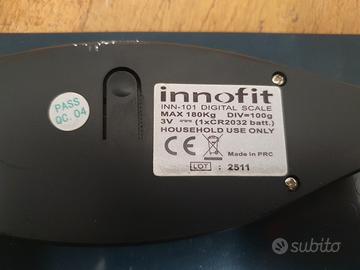 innofit
INN-101 DIGITAL SCALE
MAX 180Kg DIV=100g
3V (1xCR2032 batt.)
HOUSEHOLD USE ONLY
CE Made in PRC
LOT : 2511
PASS
QC. 04
subito